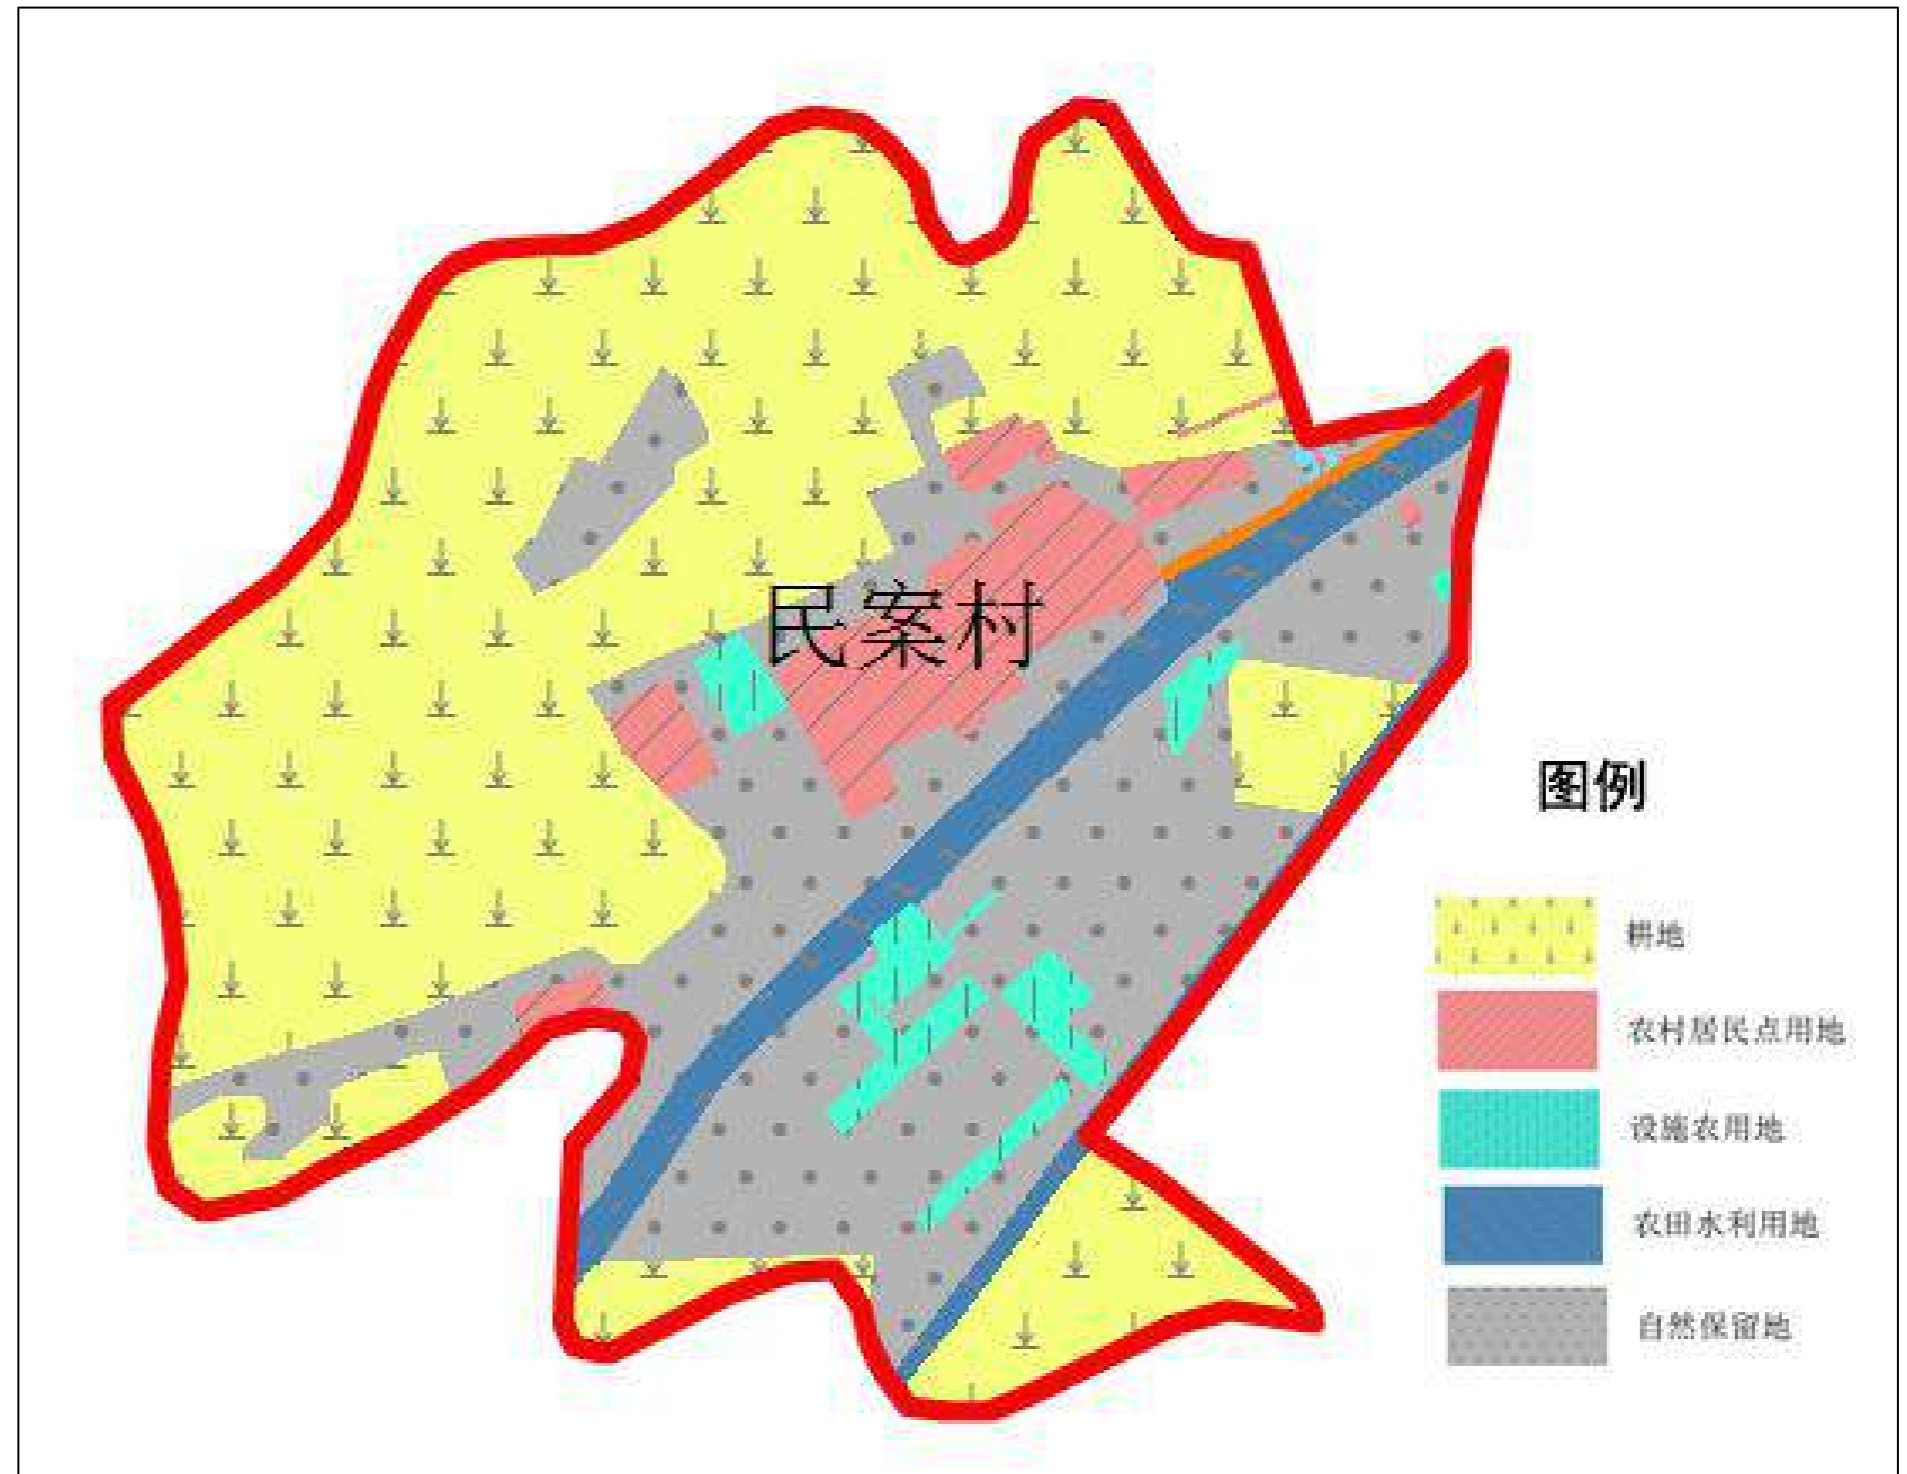 民案村
图例
耕地
农村居民点用地
设施农用地
农田水利用地
自然保留地